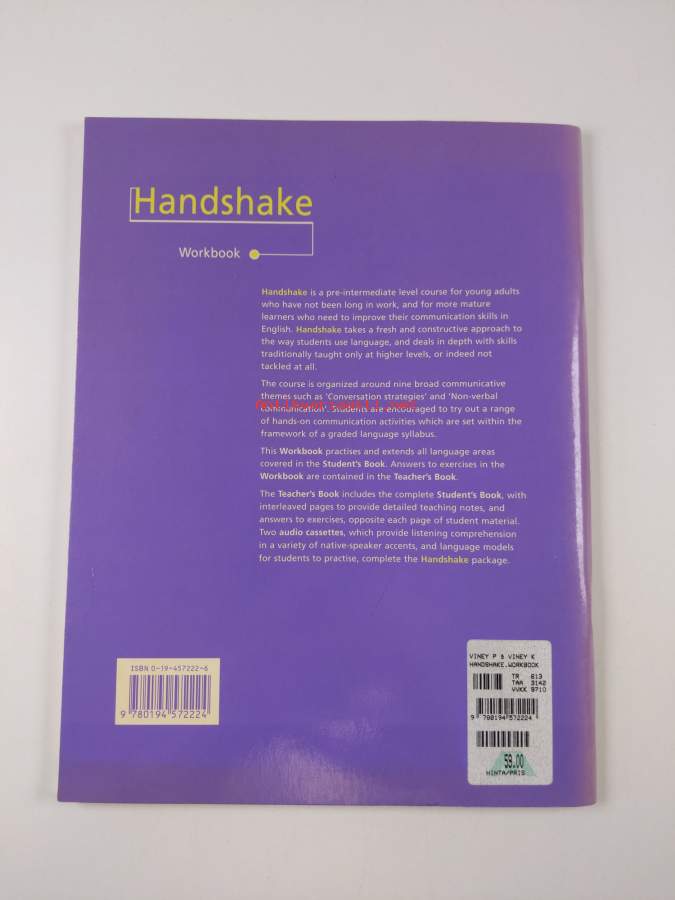 Handshake
Workbook
Handshake is a pre-intermediate level course for young adults
who have not been long in work, and for more mature
learners who need to improve their communication skills in
English. Handshake takes a fresh and constructive approach to
the way students use language, and deals in depth with skills
traditionally taught only at higher levels, or indeed not
tackled at all.
The course is organized around nine broad communicative
themes such as 'Conversation strategies' and 'Non-verbal
communication'. Students are encouraged to try out a range
of hands-on communication activities which are set within the
framework of a graded language syllabus.
This Workbook practises and extends all language areas
covered in the Student's Book. Answers to exercises in the
Workbook are contained in the Teacher's Book.
The Teacher's Book includes the complete Student's Book, with
interleaved pages to provide detailed teaching notes, and
answers to exercises, opposite each page of student material.
Two audio cassettes, which provide listening comprehension
in a variety of native-speaker accents, and language models
for students to practise, complete the Handshake package.
ISBN 0-19-457222-6
9 780194 572224
VINEY P & VINEY K
HANDSHAKE.WORKBOOK
TR 613
TAA 3142
VVKK 9710
9 780194 572224
59.00
HINTA/PRIS